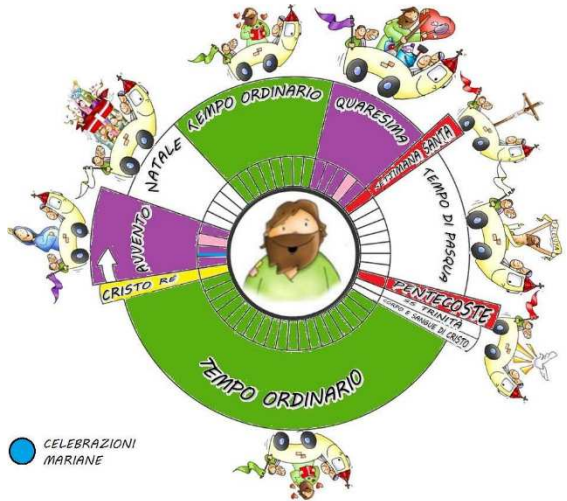 TEMPO ORDINARIO
QUARESIMA
SETTIMANA SANTA
TEMPO DI PASQUA
PENTECOSTE
SS TRINITÀ
CORPO E SANGUE DI CRISTO
TEMPO ORDINARIO
CRISTO RE
AVVENTO
NATALE
CELEBRAZIONI
MARIANE